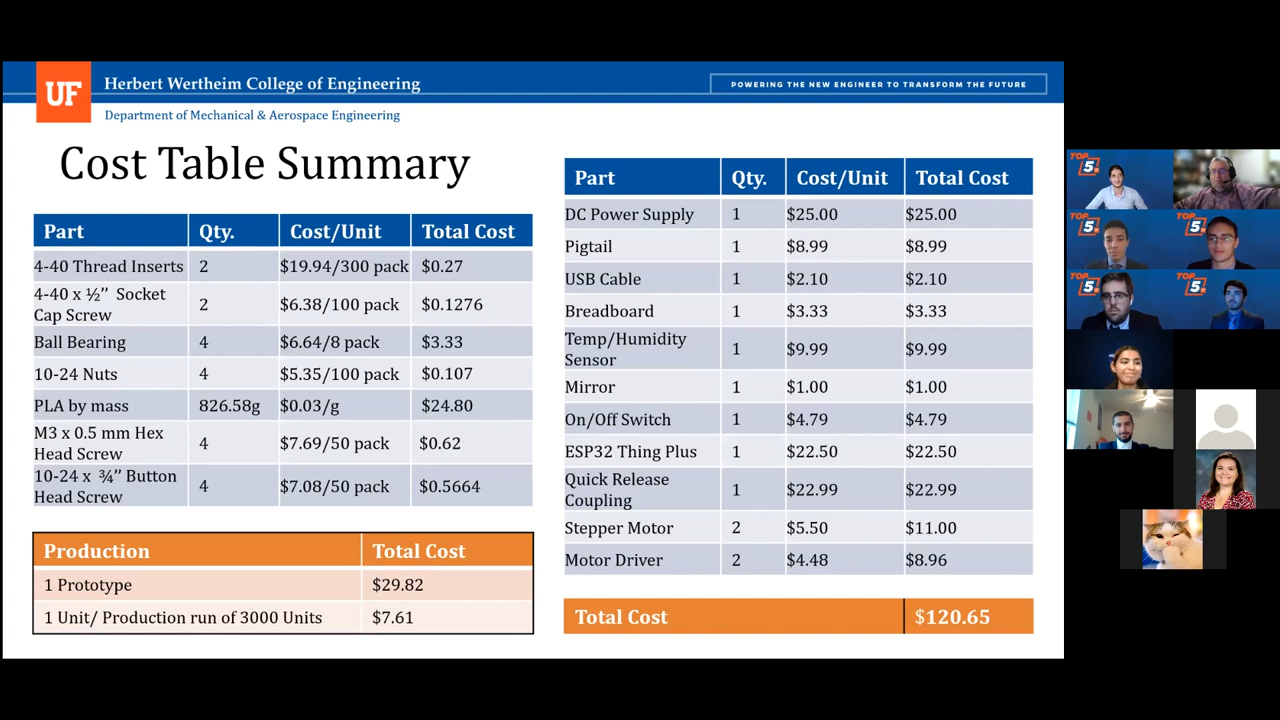 UF
Herbert Wertheim College of Engineering
POWERING THE NEW ENGINEER TO TRANSFORM THE FUTURE
Department of Mechanical & Aerospace Engineering
Cost Table Summary
Part Qty. Cost/Unit Total Cost
4-40 Thread Inserts 2 $19.94/300 pack $0.27
4-40 x ½’’ Socket
Cap Screw 2 $6.38/100 pack $0.1276
Ball Bearing 4 $6.64/8 pack $3.33
10-24 Nuts 4 $5.35/100 pack $0.107
PLA by mass 826.58g $0.03/g $24.80
M3 x 0.5 mm Hex
Head Screw 4 $7.69/50 pack $0.62
10-24 x ¾’’ Button
Head Screw 4 $7.08/50 pack $0.5664
Production Total Cost
1 Prototype $29.82
1 Unit/ Production run of 3000 Units $7.61
Part Qty. Cost/Unit Total Cost
DC Power Supply 1 $25.00 $25.00
Pigtail 1 $8.99 $8.99
USB Cable 1 $2.10 $2.10
Breadboard 1 $3.33 $3.33
Temp/Humidity
Sensor 1 $9.99 $9.99
Mirror 1 $1.00 $1.00
On/Off Switch 1 $4.79 $4.79
ESP32 Thing Plus 1 $22.50 $22.50
Quick Release
Coupling 1 $22.99 $22.99
Stepper Motor 2 $5.50 $11.00
Motor Driver 2 $4.48 $8.96
Total Cost $120.65
TOP
5.
TOP
5.
TOP
5.
TOP
5.
TOP
5.